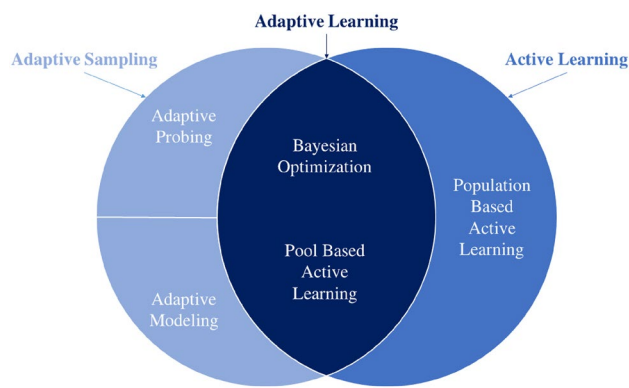 Adaptive Learning
Adaptive Sampling
Active Learning
Adaptive
Probing
Bayesian
Optimization
Population
Based
Active
Learning
Pool Based
Active
Learning
Adaptive
Modeling